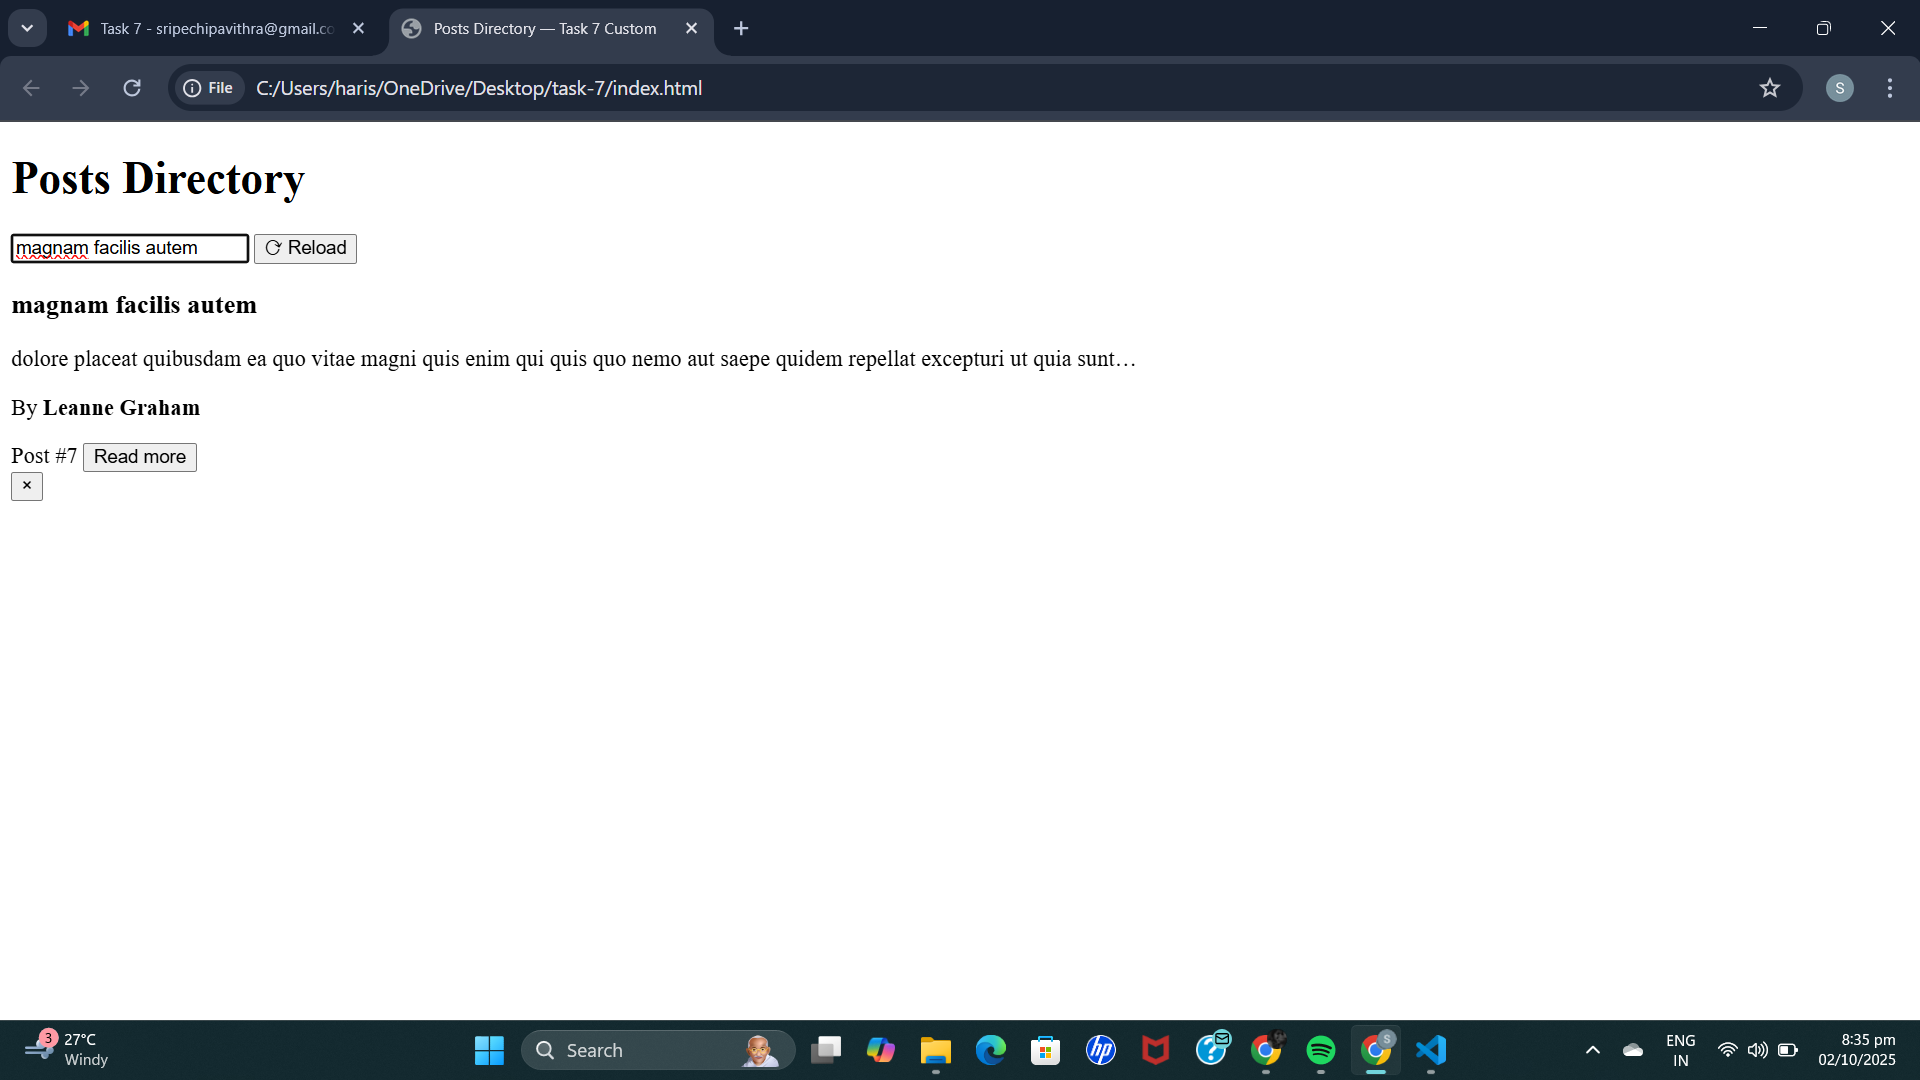 Task 7 - sripechipavithra@gmail.co
Posts Directory — Task 7 Custom
File
C:/Users/haris/OneDrive/Desktop/task-7/index.html
S
Posts Directory
magnam facilis autem
Reload
magnam facilis autem
dolore placeat quibusdam ea quo vitae magni quis enim qui quis quo nemo aut saepe quidem repellat excepturi ut quia sunt…
By Leanne Graham
Post #7 Read more
×
3
27°C
Windy
Search
hp
S
ENG
IN
8:35 pm
02/10/2025